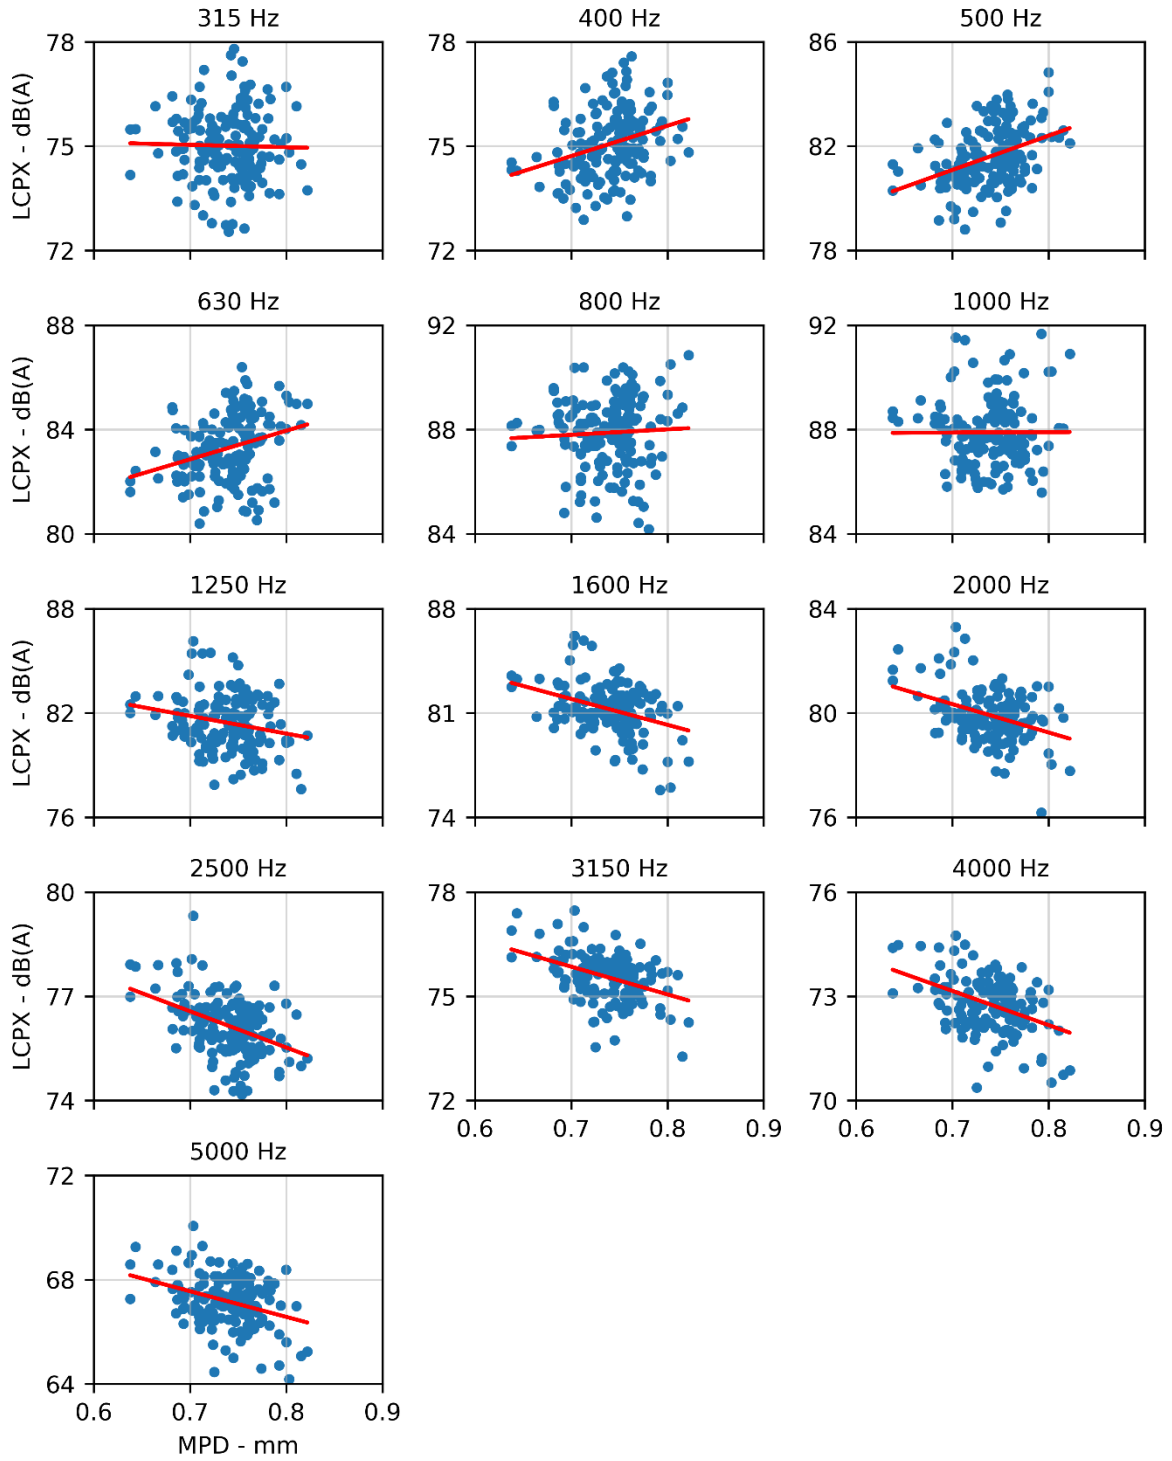 315 Hz 400 Hz 500 Hz
78 78 86
LCPX - dB(A)
75 75 82
72 72 78
630 Hz 800 Hz 1000 Hz
88 92 92
LCPX - dB(A)
84 88 88
80 84 84
1250 Hz 1600 Hz 2000 Hz
88 88 84
LCPX - dB(A)
82 81 80
76 74 76
2500 Hz 3150 Hz 4000 Hz
80 78 76
LCPX - dB(A)
77 75 73
74 72 70
0.6 0.7 0.8 0.9 0.6 0.7 0.8 0.9
5000 Hz
72
68
64
0.6 0.7 0.8 0.9
MPD - mm